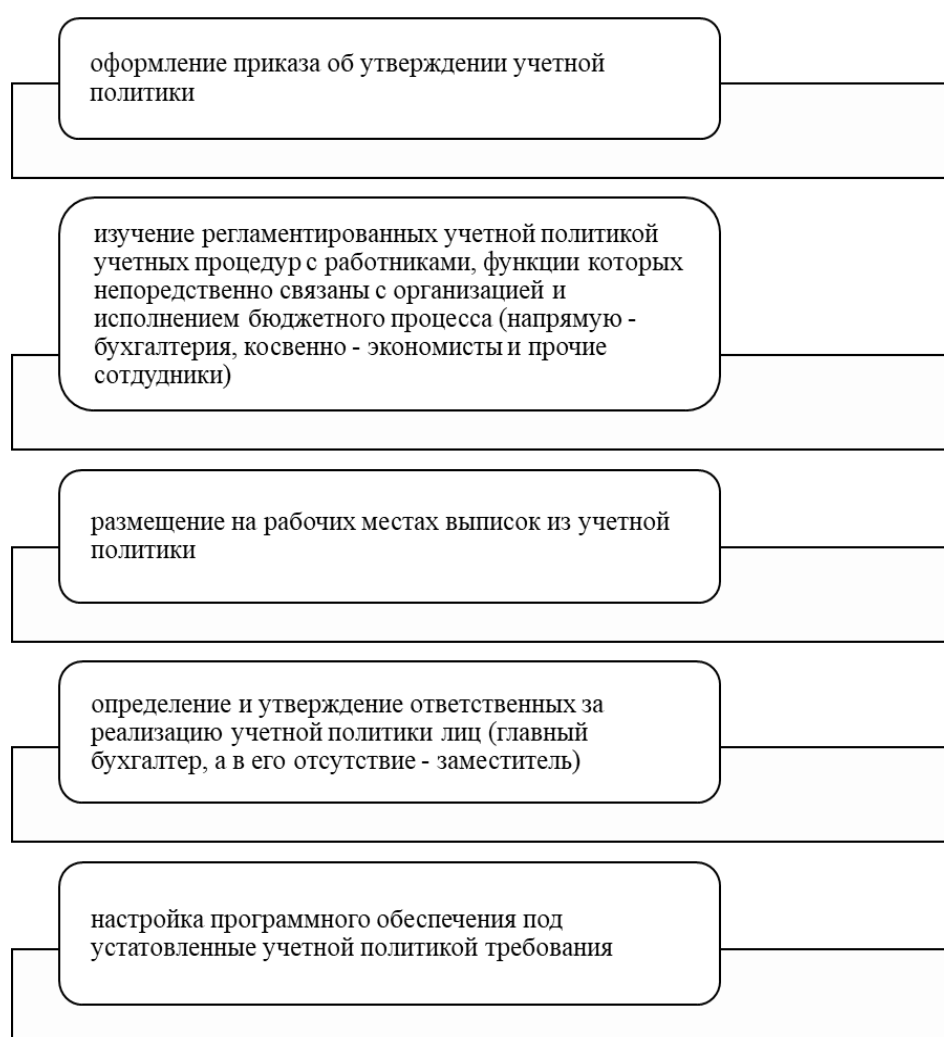 оформление приказа об утверждении учетной
политики
изучение регламентированных учетной политикой
учетных процедур с работниками, функции которых
непоредственно связаны с организацией и
исполнением бюджетного процесса (напрямую -
бухгалтерия, косвенно - экономисты и прочие
сотдудники)
размещение на рабочих местах выписок из учетной
политики
определение и утверждение ответственных за
реализацию учетной политики лиц (главный
бухгалтер, а в его отсутствие - заместитель)
настройка программного обеспечения под
устатовленные учетной политикой требования